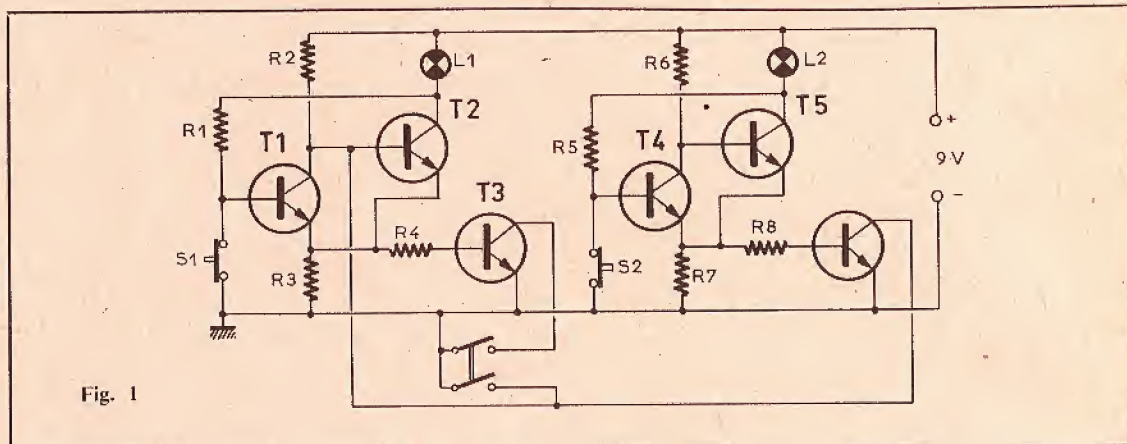 R2
L1
R6
L2
R1
T2
T5
+
T1
R5
T4
9V
−
T3
R4
R8
S1
R3
S2
R7
Fig. 1